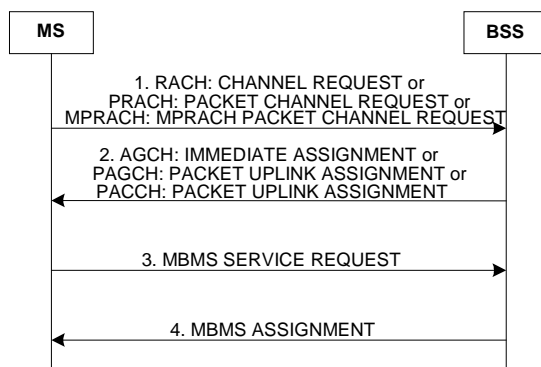 MS
BSS
1. RACH: CHANNEL REQUEST or
PRACH: PACKET CHANNEL REQUEST or
MPRACH: MPRACH PACKET CHANNEL REQUEST
2. AGCH: IMMEDIATE ASSIGNMENT or
PAGCH: PACKET UPLINK ASSIGNMENT or
PACCH: PACKET UPLINK ASSIGNMENT
3. MBMS SERVICE REQUEST
4. MBMS ASSIGNMENT